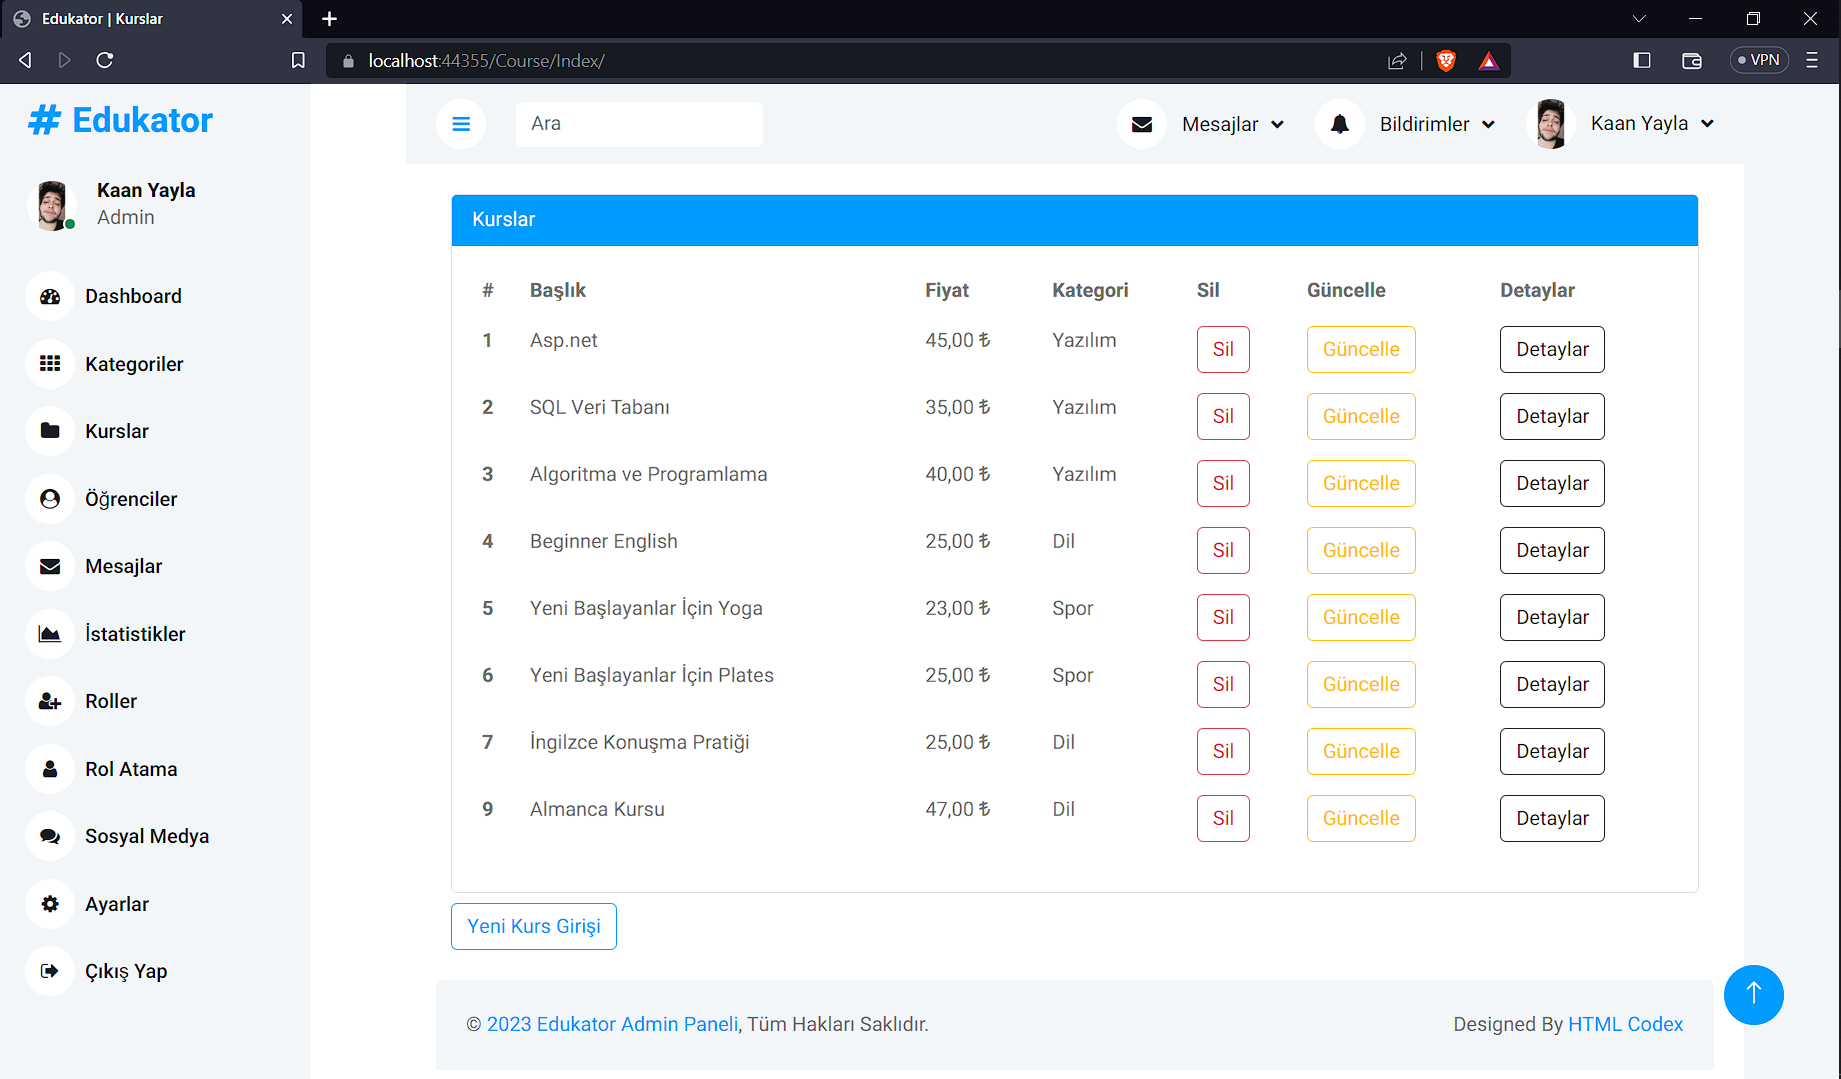 Edukator | Kurslar
localhost:44355/Course/Index/
VPN
# Edukator
Kaan Yayla
Admin
Dashboard
Kategoriler
Kurslar
Öğrenciler
Mesajlar
İstatistikler
Roller
Rol Atama
Sosyal Medya
Ayarlar
Çıkış Yap
Ara
Mesajlar
Bildirimler
Kaan Yayla
Kurslar
# Başlık Fiyat Kategori Sil Güncelle Detaylar
1 Asp.net 45,00 ₺ Yazılım Sil Güncelle Detaylar
2 SQL Veri Tabanı 35,00 ₺ Yazılım Sil Güncelle Detaylar
3 Algoritma ve Programlama 40,00 ₺ Yazılım Sil Güncelle Detaylar
4 Beginner English 25,00 ₺ Dil Sil Güncelle Detaylar
5 Yeni Başlayanlar İçin Yoga 23,00 ₺ Spor Sil Güncelle Detaylar
6 Yeni Başlayanlar İçin Plates 25,00 ₺ Spor Sil Güncelle Detaylar
7 İngilzce Konuşma Pratiği 25,00 ₺ Dil Sil Güncelle Detaylar
9 Almanca Kursu 47,00 ₺ Dil Sil Güncelle Detaylar
Yeni Kurs Girişi
© 2023 Edukator Admin Paneli, Tüm Hakları Saklıdır.
Designed By HTML Codex